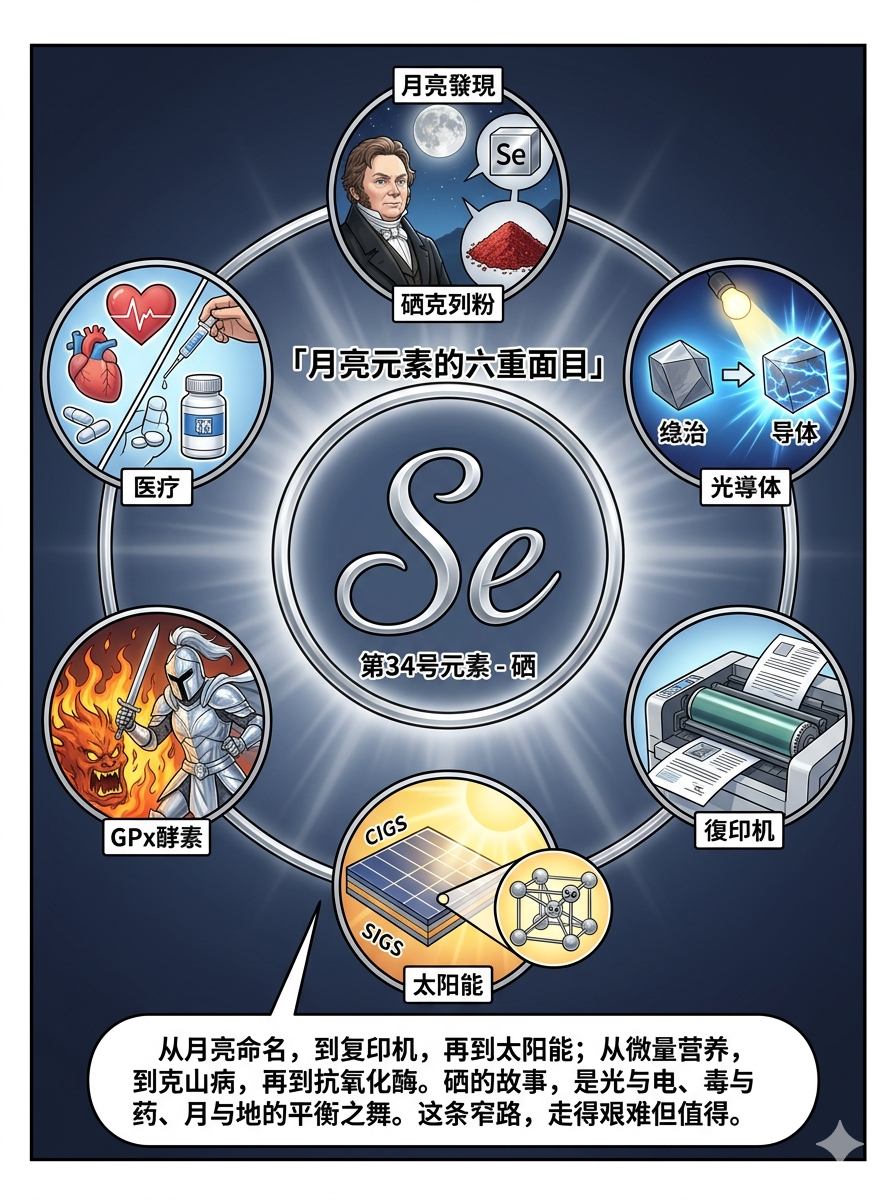 月亮發現
Se
硒克列粉
「月亮元素的六重面目」
医疗
绝治
导体
光導体
Se
第34号元素 - 硒
GPx酵素
復印机
CIGS
SIGS
Se
太阳能
从月亮命名，到复印机，再到太阳能；从微量营养，
到克山病，再到抗氧化酶。硒的故事，是光与电、毒与
药、月与地的平衡之舞。这条窄路，走得艰难但值得。